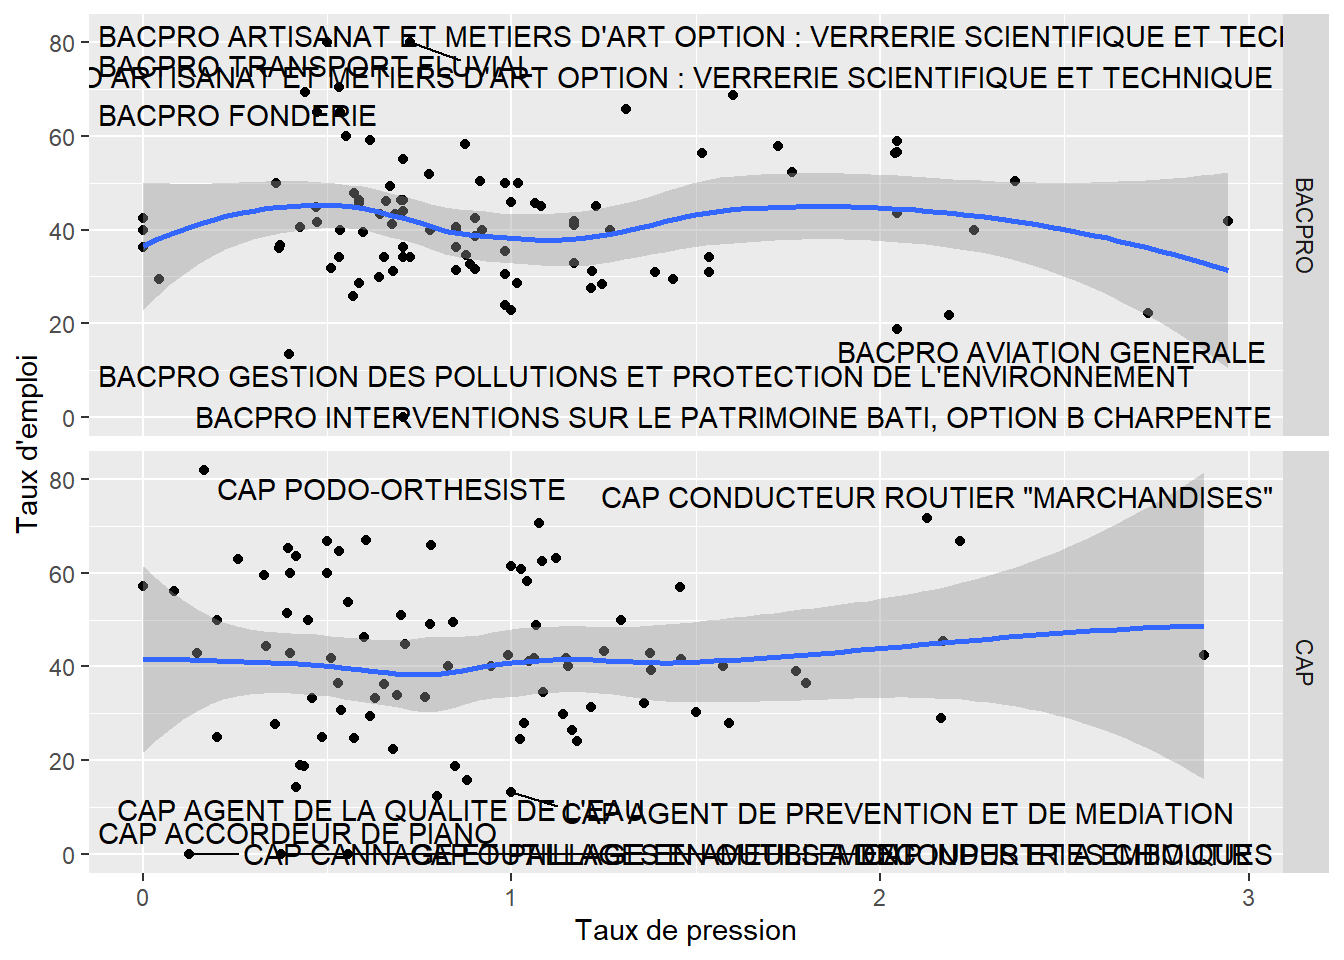 BACPRO ARTISANAT ET METIERS D'ART OPTION : VERRERIE SCIENTIFIQUE ET TECH
BACPRO TRANSPORT FLUVIAL
O ARTISANAT ET METIERS D'ART OPTION : VERRERIE SCIENTIFIQUE ET TECHNIQUE
BACPRO FONDERIE
BACPRO AVIATION GENERALE
BACPRO GESTION DES POLLUTIONS ET PROTECTION DE L'ENVIRONNEMENT
BACPRO INTERVENTIONS SUR LE PATRIMOINE BATI, OPTION B CHARPENTE
80
60
40
20
0
BACPRO
Taux d'emploi
CAP PODO-ORTHESISTE
CAP CONDUCTEUR ROUTIER "MARCHANDISES"
CAP AGENT DE LA QUALITE DE L'EAU
CAP AGENT DE PREVENTION ET DE MEDIATION
CAP ACCORDEUR DE PIANO
CAP CANNAGE
80
60
40
20
0
CAP
0
1
2
3
Taux de pression